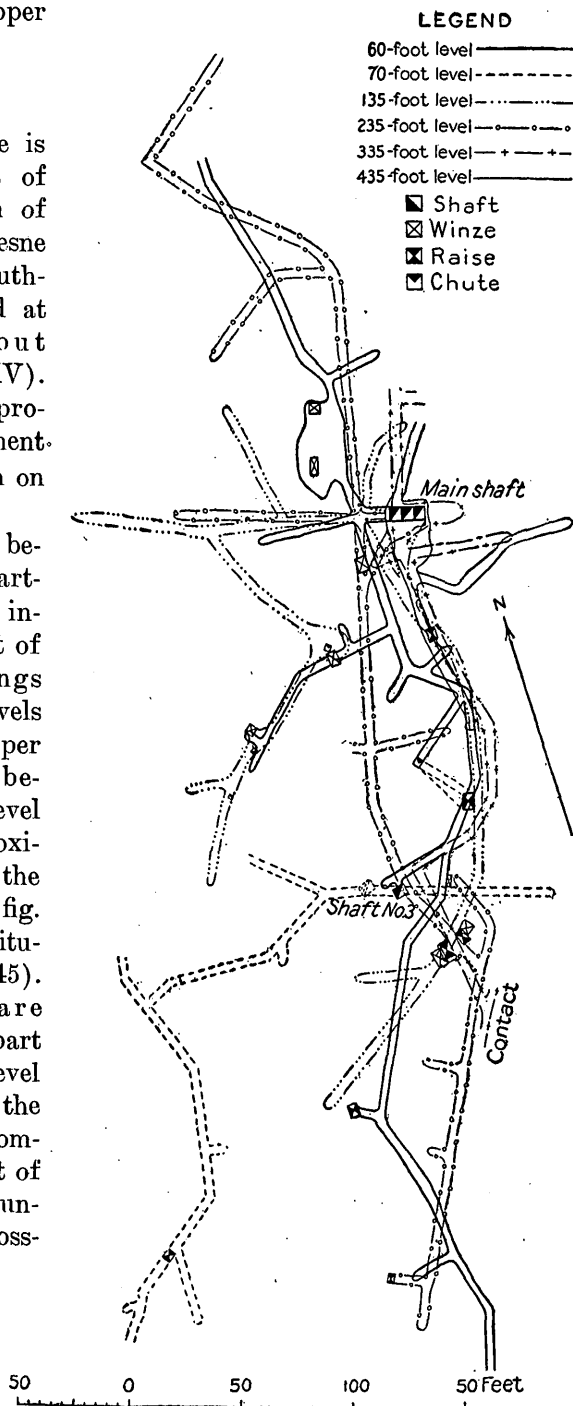 pper
e is
of
n of
esne
uth-
d at
out
V).
pro-
ment
n on
be-
art-
in-
t of
ngs
vels
per
be-
evel
oxi-
the
fig.
itu-
45).
are
part
evel
the
om-
t of
un-
oss-
LEGEND
60-foot level
70-foot level
135-foot level
235-foot level
335-foot level
435-foot level
Shaft
Winze
Raise
Chute
Main shaft
N
Shaft No3
Contact
50 0 50 100 50 Feet